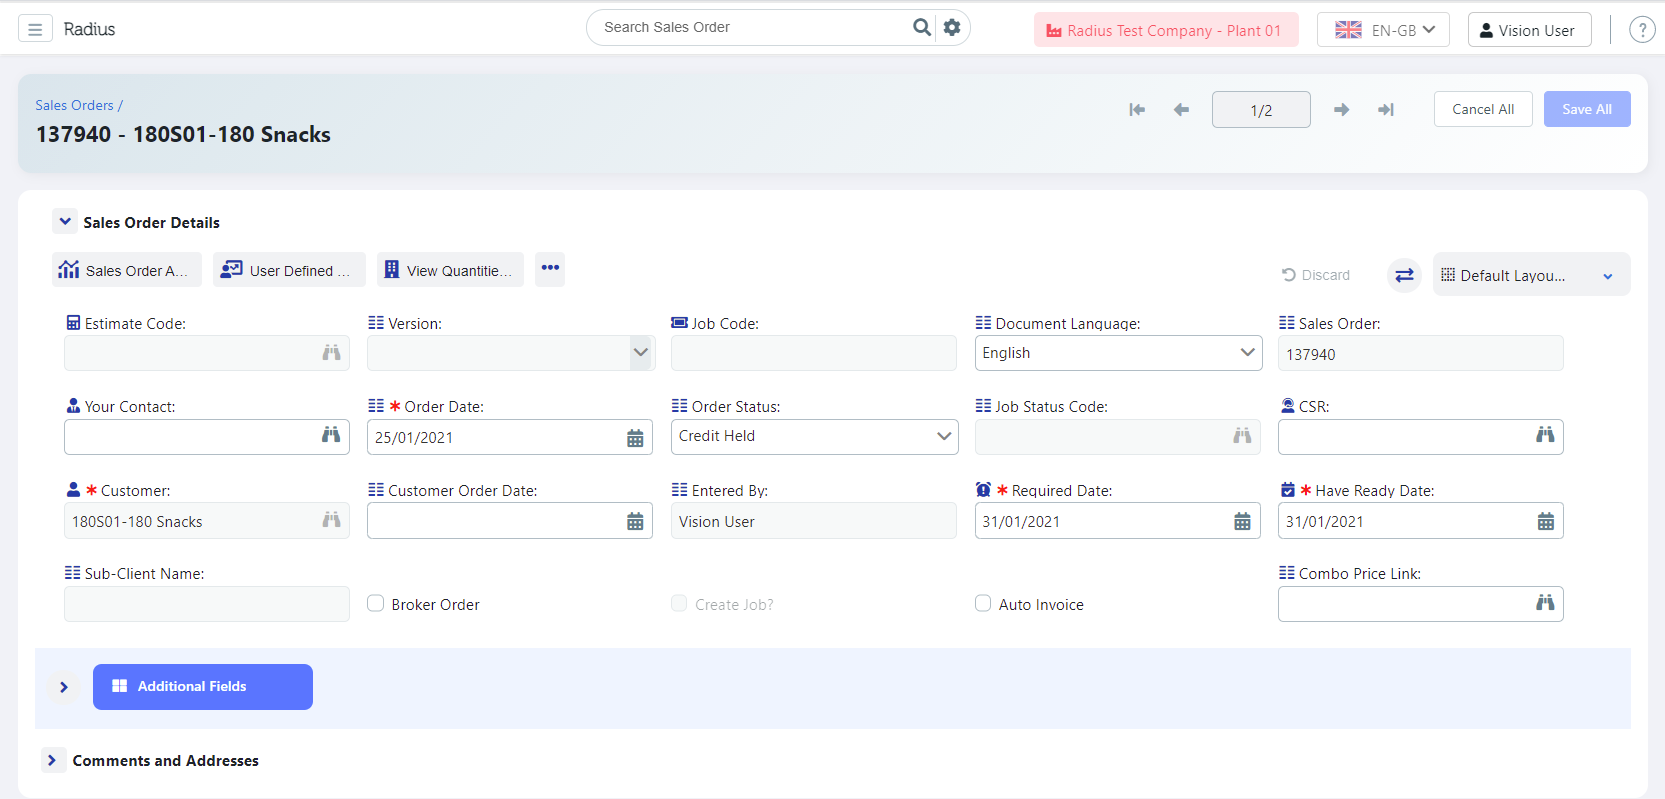 Radius
Search Sales Order
Radius Test Company - Plant 01
EN-GB
Vision User
?
Sales Orders /
137940 - 180S01-180 Snacks
1/2
Cancel All
Save All
Sales Order Details
Sales Order A...
User Defined ...
View Quantitie...
Discard
Default Layou...
Estimate Code:
Version:
Job Code:
Document Language:
Sales Order:
English
137940
Your Contact:
* Order Date:
Order Status:
Job Status Code:
CSR:
25/01/2021
Credit Held
* Customer:
Customer Order Date:
Entered By:
* Required Date:
* Have Ready Date:
180S01-180 Snacks
Vision User
31/01/2021
31/01/2021
Sub-Client Name:
Combo Price Link:
Broker Order
Create Job?
Auto Invoice
Additional Fields
Comments and Addresses